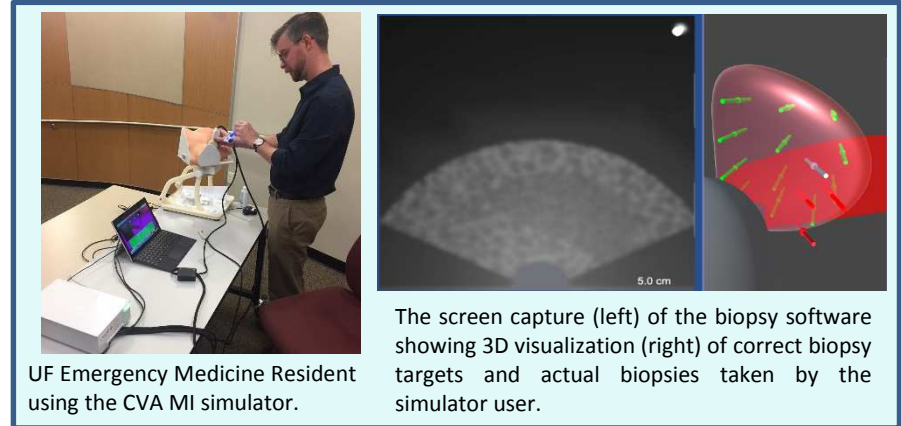 5.0 cm
UF Emergency Medicine Resident
using the CVA MI simulator.
The screen capture (left) of the biopsy software
showing 3D visualization (right) of correct biopsy
targets and actual biopsies taken by the
simulator user.